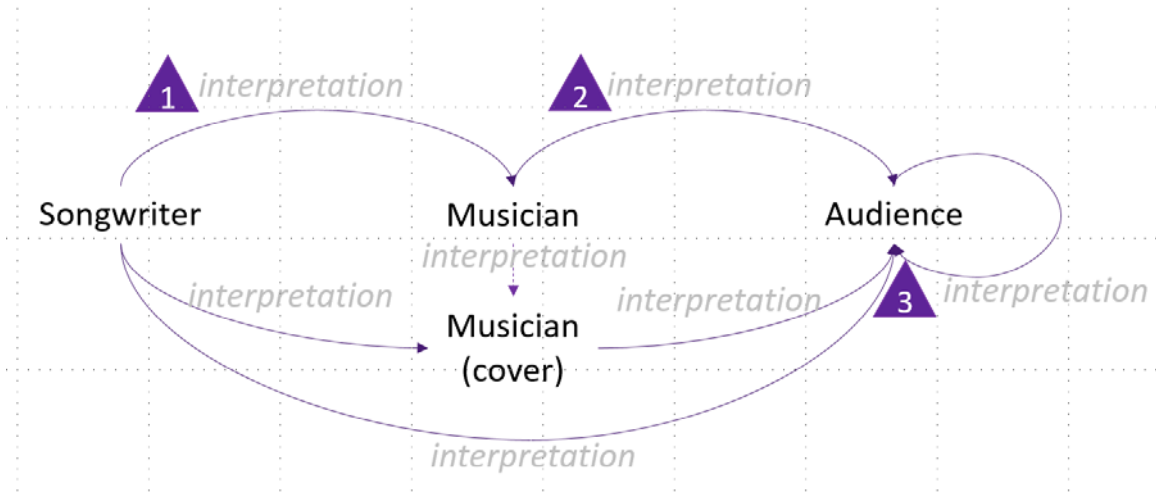 1 interpretation
2 interpretation
Songwriter
Musician
Audience
interpretation
interpretation
interpretation
3 interpretation
Musician
(cover)
interpretation